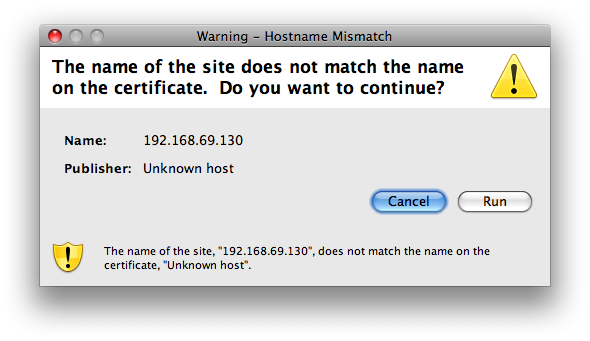 Warning – Hostname Mismatch
The name of the site does not match the name
on the certificate.  Do you want to continue?
Name: 192.168.69.130
Publisher: Unknown host
Cancel Run
The name of the site, "192.168.69.130", does not match the name on the
certificate, "Unknown host".